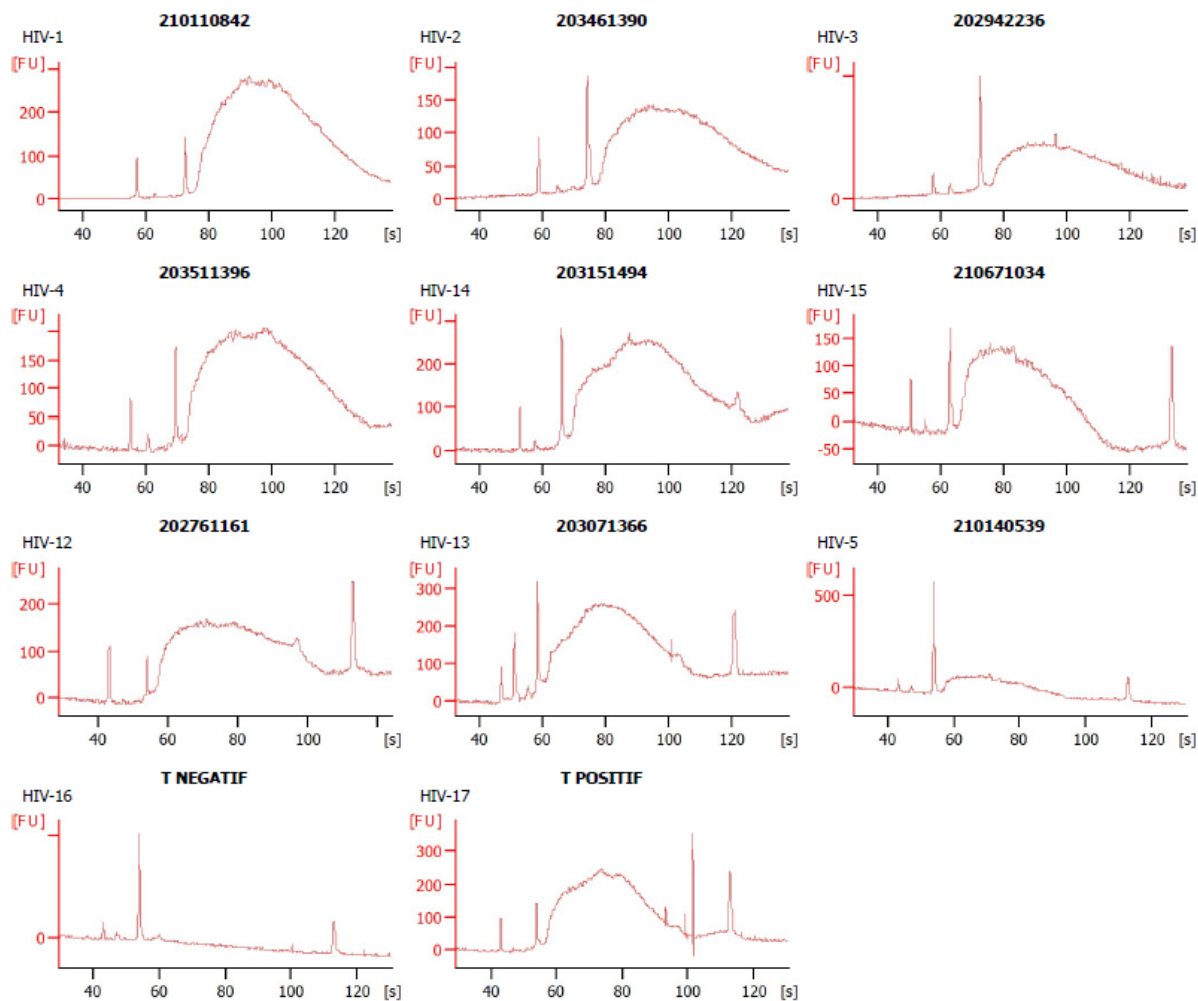 210110842 203461390 202942236
HIV-1 HIV-2 HIV-3
[FU] [FU] [FU]
200 150
100 100
50
0 0 0
40 60 80 100 120 [s] 40 60 80 100 120 [s] 40 60 80 100 120 [s]
203511396 203151494 210671034
HIV-4 HIV-14 HIV-15
[FU] [FU] [FU]
150 200 150
100 100 100
50 50
0 0 0
-50
40 60 80 100 120 [s] 40 60 80 100 120 [s] 40 60 80 100 120 [s]
202761161 203071366 210140539
HIV-12 HIV-13 HIV-5
[FU] [FU] [FU]
200 300 500
100 200
100
0 0 0
40 60 80 100 [s] 40 60 80 100 120 [s] 40 60 80 100 120 [s]
T NEGATIF T POSITIF
HIV-16 HIV-17
[FU] [FU]
300
200
100
0 0
40 60 80 100 120 [s] 40 60 80 100 120 [s]